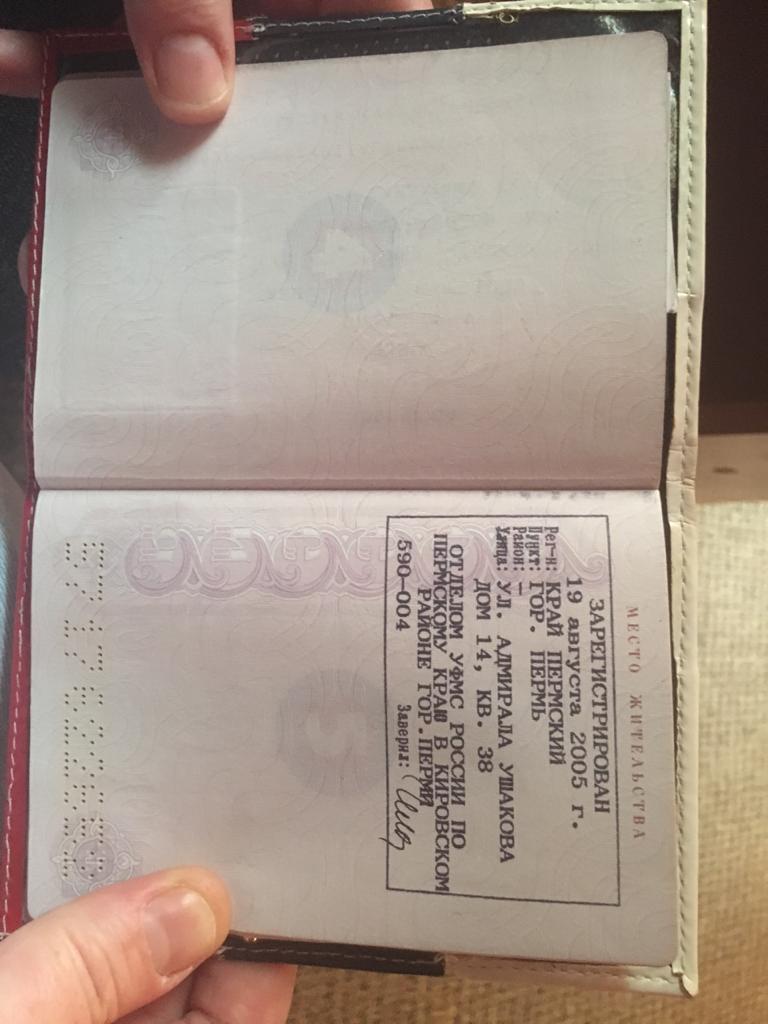 МЕСТО ЖИТЕЛЬСТВА
ЗАРЕГИСТРИРОВАН
19 августа 2005 г.
Рег-н: КРАЙ ПЕРМСКИЙ
Пункт: ГОР. ПЕРМЬ
Район: —
Улица: УЛ. АДМИРАЛА УШАКОВА
ДОМ 14, КВ. 38
ОТДЕЛОМ УФМС РОССИИ ПО
ПЕРМСКОМУ КРАЮ В КИРОВСКОМ
РАЙОНЕ ГОР.ПЕРМИ
590-004
Заверил: